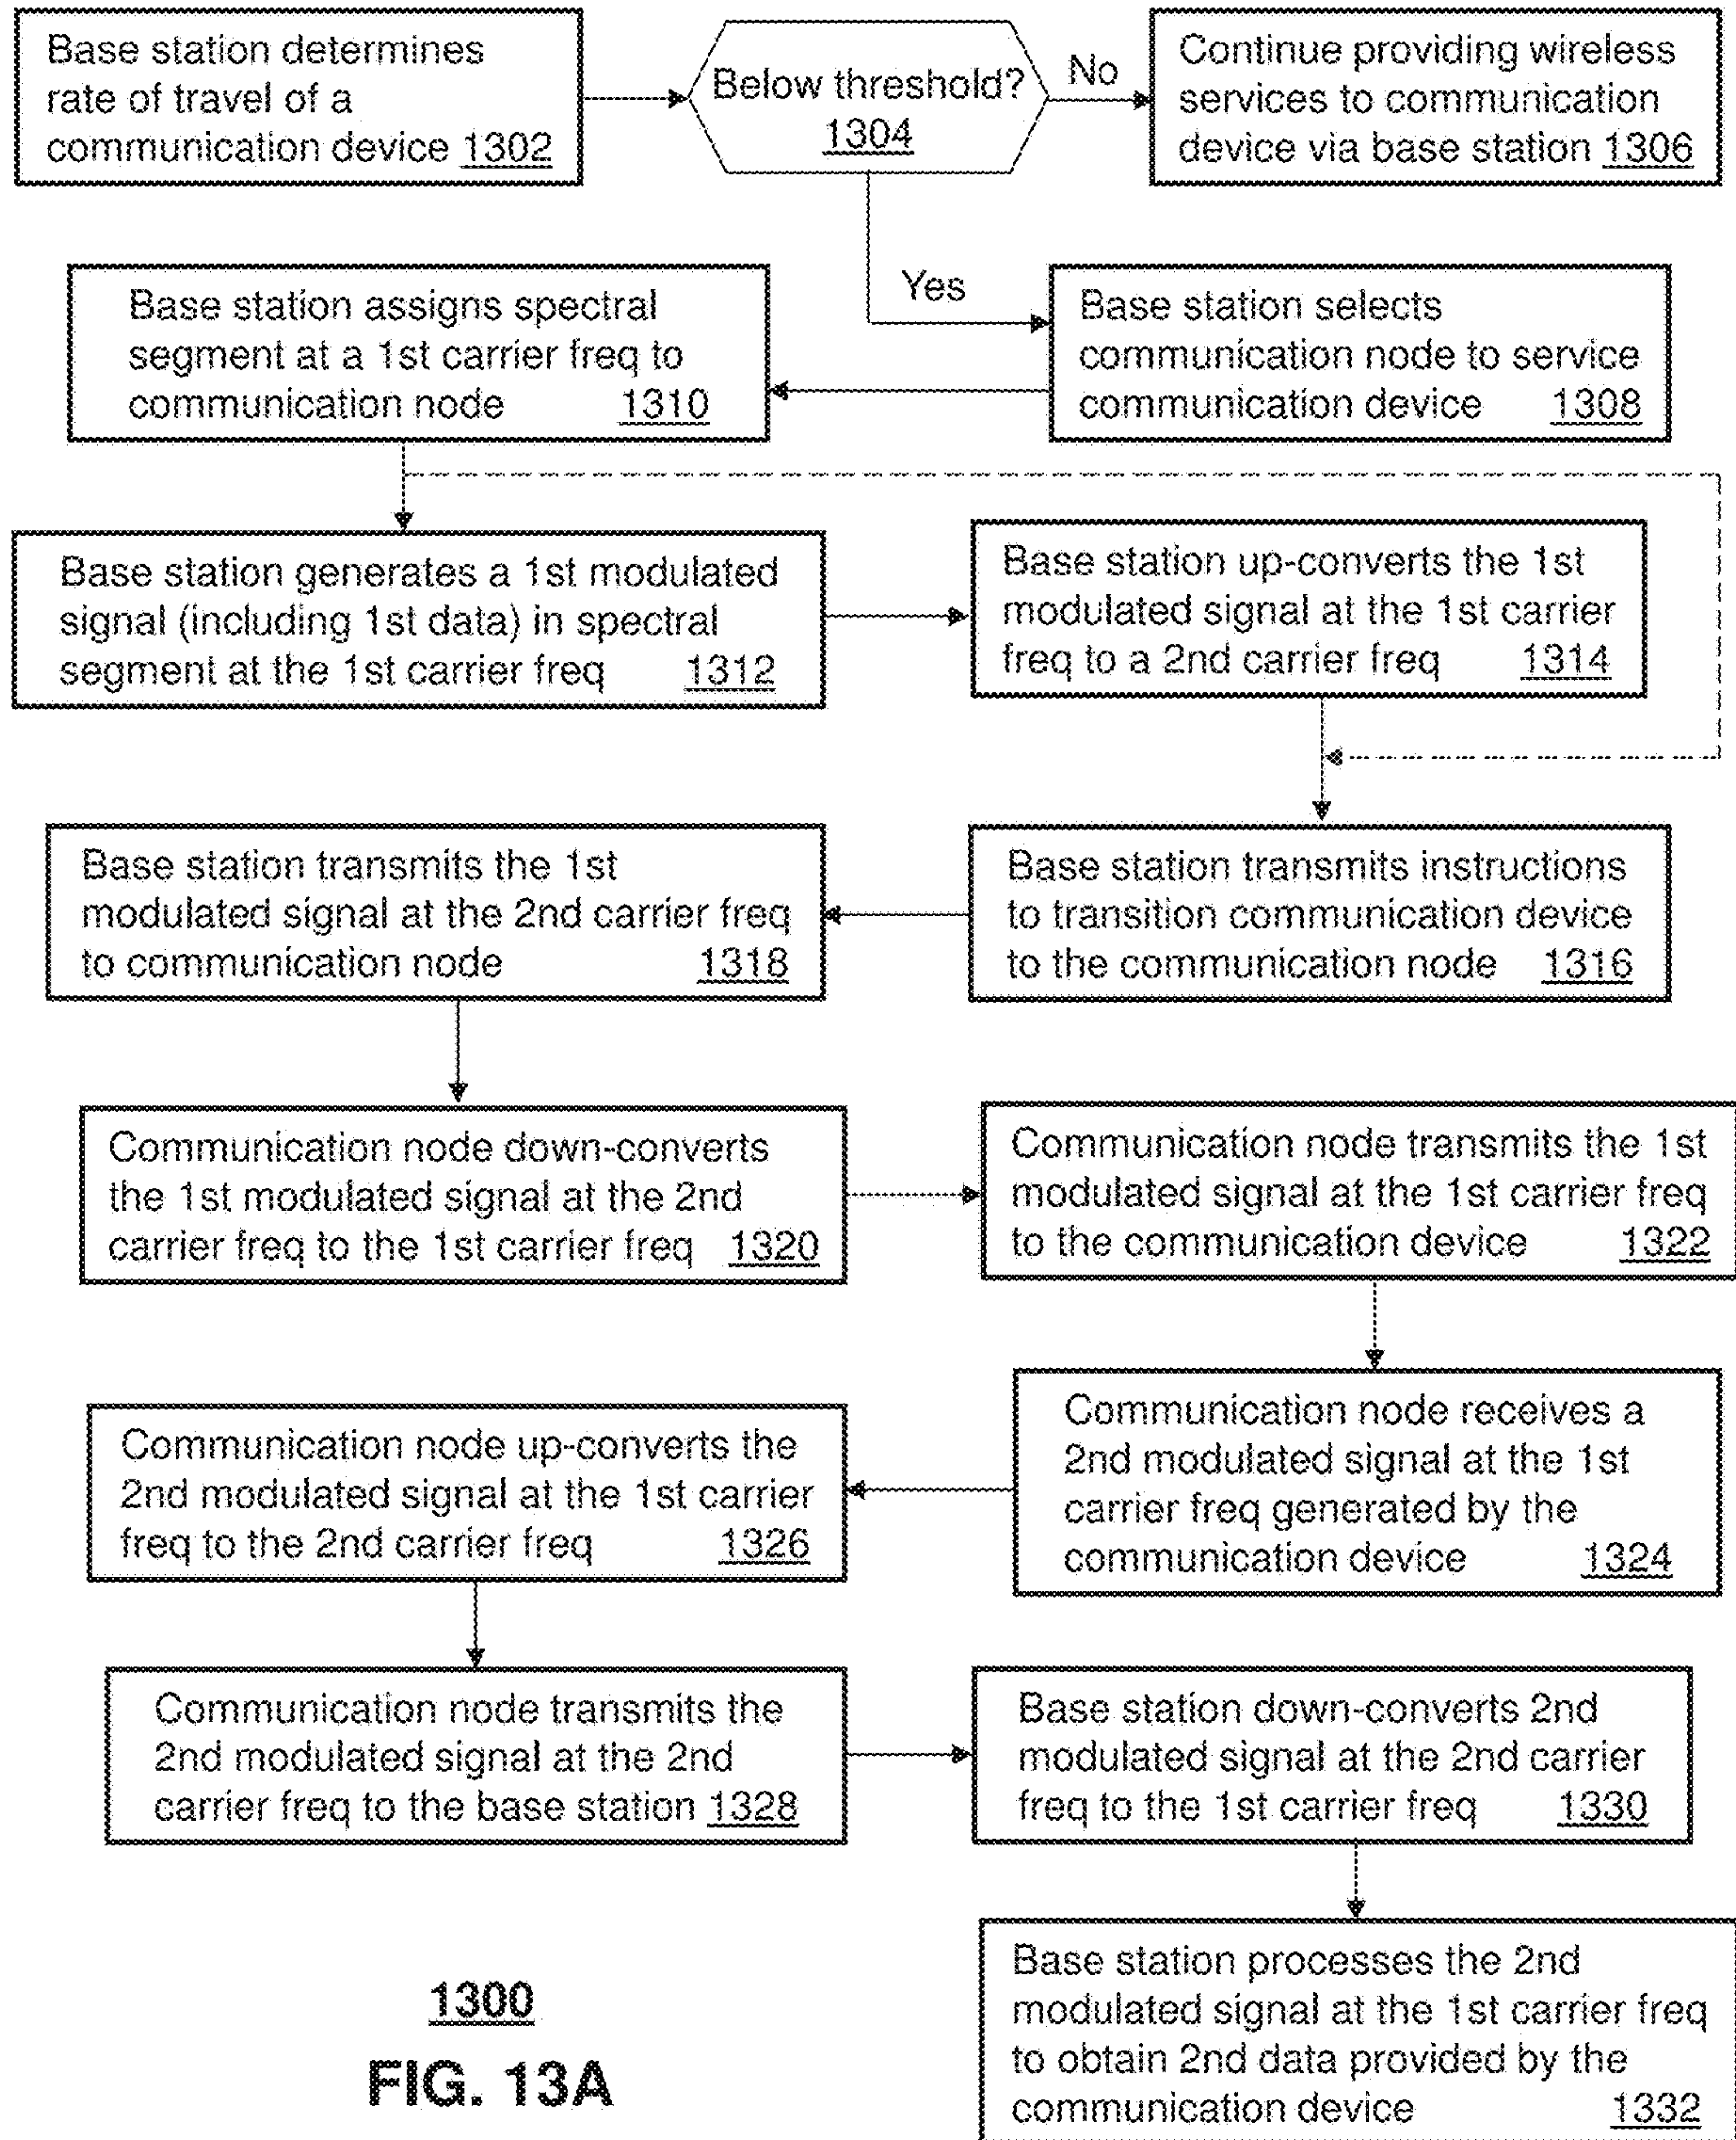 Base station determines
rate of travel of a
communication device 1302
Below threshold?
1304
No
Continue providing wireless
services to communication
device via base station 1306
Yes
Base station selects
communication node to service
communication device 1308
Base station assigns spectral
segment at a 1st carrier freq to
communication node 1310
Base station generates a 1st modulated
signal (including 1st data) in spectral
segment at the 1st carrier freq 1312
Base station up-converts the 1st
modulated signal at the 1st carrier
freq to a 2nd carrier freq 1314
Base station transmits instructions
to transition communication device
to the communication node 1316
Base station transmits the 1st
modulated signal at the 2nd carrier freq
to communication node 1318
Communication node down-converts
the 1st modulated signal at the 2nd
carrier freq to the 1st carrier freq 1320
Communication node transmits the 1st
modulated signal at the 1st carrier freq
to the communication device 1322
Communication node receives a
2nd modulated signal at the 1st
carrier freq generated by the
communication device 1324
Communication node up-converts the
2nd modulated signal at the 1st carrier
freq to the 2nd carrier freq 1326
Communication node transmits the
2nd modulated signal at the 2nd
carrier freq to the base station 1328
Base station down-converts 2nd
modulated signal at the 2nd carrier
freq to the 1st carrier freq 1330
Base station processes the 2nd
modulated signal at the 1st carrier freq
to obtain 2nd data provided by the
communication device 1332
1300
FIG. 13A